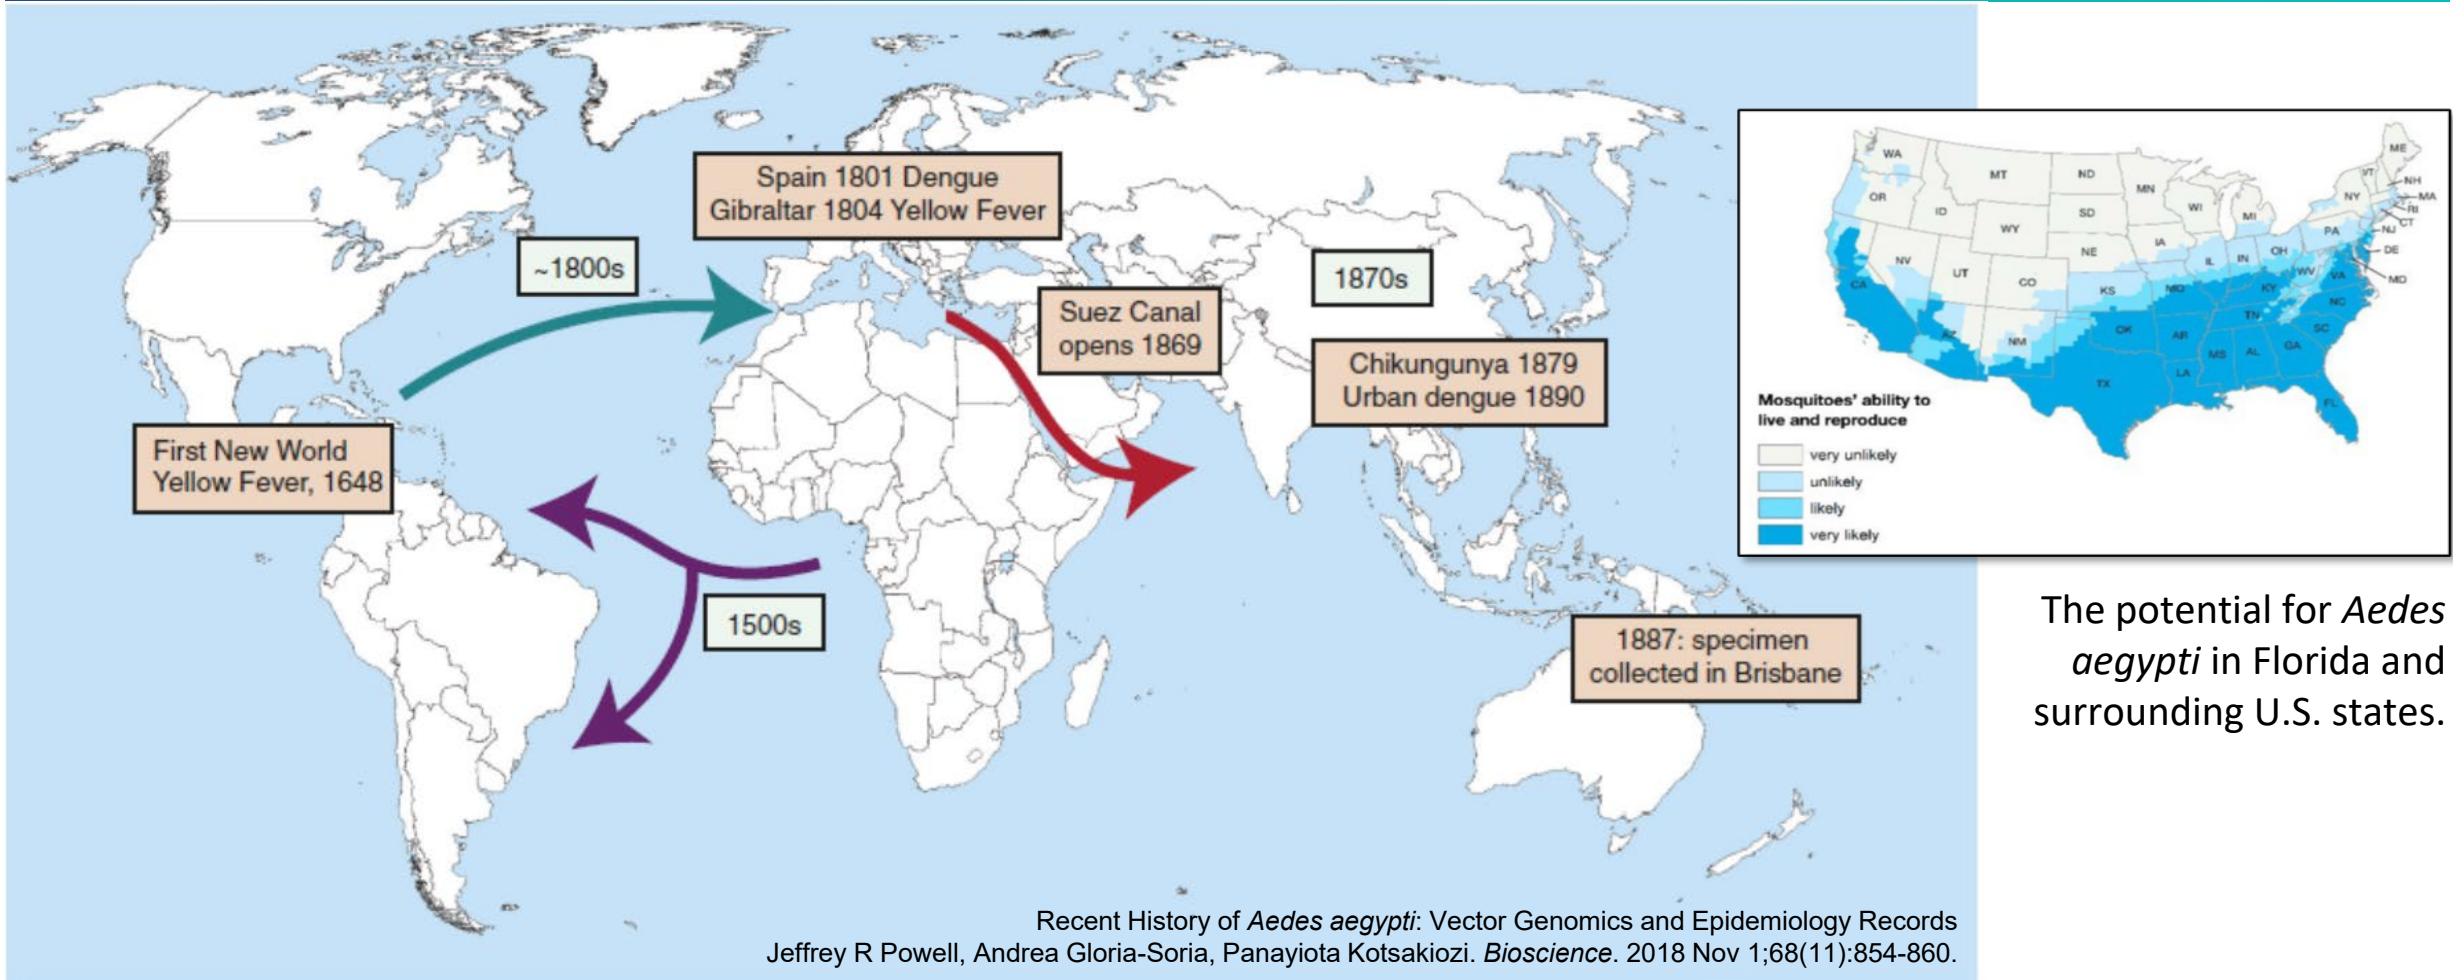 Spain 1801 Dengue
Gibraltar 1804 Yellow Fever
~1800s
1870s
Suez Canal
opens 1869
Chikungunya 1879
Urban dengue 1890
First New World
Yellow Fever, 1648
1500s
1887: specimen
collected in Brisbane
WA
MT
ND
MN
ME
VT
NH
OR
ID
SD
WI
MI
NY
MA
RI
CT
WY
IA
PA
NJ
NV
NE
IL
IN
OH
DE
UT
CO
WV
VA
MD
CA
KS
MO
KY
NC
AZ
NM
OK
AR
TN
SC
TX
LA
MS
AL
GA
FL
Mosquitoes' ability to
live and reproduce
very unlikely
unlikely
likely
very likely
The potential for Aedes
aegypti in Florida and
surrounding U.S. states.
Recent History of Aedes aegypti: Vector Genomics and Epidemiology Records
Jeffrey R Powell, Andrea Gloria-Soria, Panayiota Kotsakiozi. Bioscience. 2018 Nov 1;68(11):854-860.